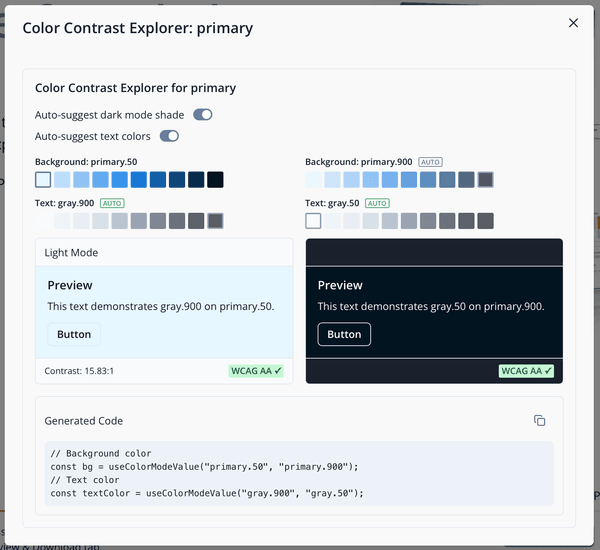 Color Contrast Explorer: primary
Color Contrast Explorer for primary
Auto-suggest dark mode shade
Auto-suggest text colors
Background: primary.50
Background: primary.900 AUTO
Text: gray.900 AUTO
Text: gray.50 AUTO
Light Mode
Preview
This text demonstrates gray.900 on primary.50.
Button
Contrast: 15.83:1 WCAG AA ✓
Preview
This text demonstrates gray.50 on primary.900.
Button
WCAG AA ✓
Generated Code
// Background color
const bg = useColorModeValue("primary.50", "primary.900");
// Text color
const textColor = useColorModeValue("gray.900", "gray.50");
view & Download tab